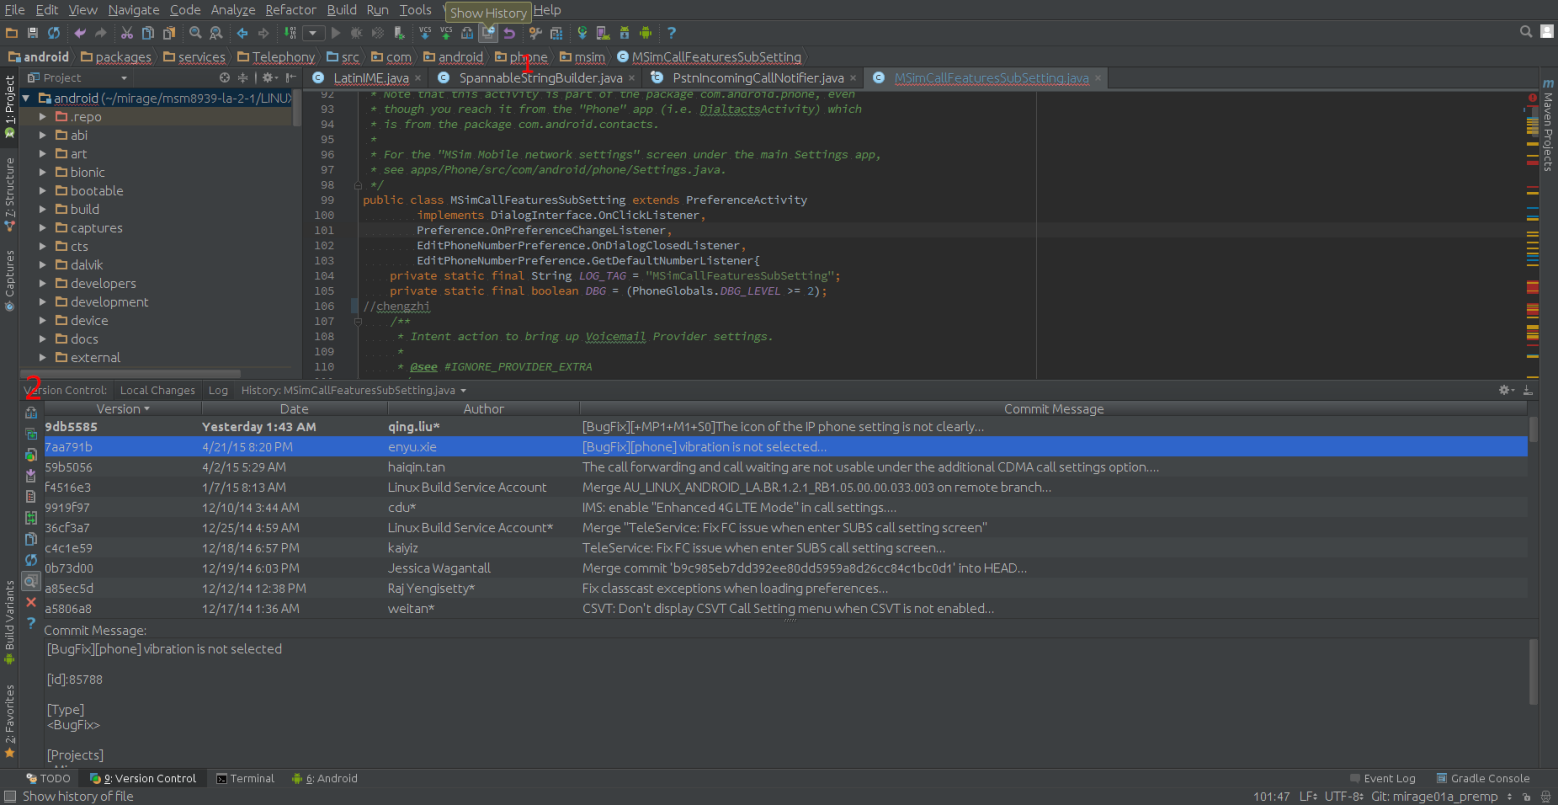 File Edit View Navigate Code Analyze Refactor Build Run Tools Help
Show History
android packages services Telephony src com android phone msim MSimCallFeaturesSubSetting
1
Project
LatinIME.java × SpannableStringBuilder.java × PstnIncomingCallNotifier.java × MSimCallFeaturesSubSetting.java ×
1: Project
Z: Structure
Captures
Build Variants
2: Favorites
m
Maven Projects
android (~/mirage/msm8939-la-2-1/LINUX
.repo
abi
art
bionic
bootable
build
captures
cts
dalvik
developers
development
device
docs
external
92 * Note that this activity is part of the package com.android.phone, even
93 * though you reach it from the "Phone" app (i.e. DialtactsActivity) which
94 * is from the package com.android.contacts.
95 *
96 * For the "MSim Mobile network settings" screen under the main Settings app,
97 * see apps/Phone/src/com/android/phone/Settings.java.
98 */
99 public class MSimCallFeaturesSubSetting extends PreferenceActivity
100 implements DialogInterface.OnClickListener,
101 Preference.OnPreferenceChangeListener,
102 EditPhoneNumberPreference.OnDialogClosedListener,
103 EditPhoneNumberPreference.GetDefaultNumberListener{
104 private static final String LOG_TAG = "MSimCallFeaturesSubSetting";
105 private static final boolean DBG = (PhoneGlobals.DBG_LEVEL >= 2);
106 //chengzhi
107 /**
108 * Intent action to bring up Voicemail Provider settings.
109 *
110 * @see #IGNORE_PROVIDER_EXTRA
2
Version Control: Local Changes Log History: MSimCallFeaturesSubSetting.java
Version Date Author Commit Message
9db5585 Yesterday 1:43 AM qing.liu* [BugFix][+MP1+M1+S0]The icon of the IP phone setting is not clearly...
7aa791b 4/21/15 8:20 PM enyu.xie [BugFix][phone] vibration is not selected...
59b5056 4/2/15 5:29 AM haiqin.tan The call forwarding and call waiting are not usable under the additional CDMA call settings option....
f4516e3 1/7/15 8:13 AM Linux Build Service Account Merge AU_LINUX_ANDROID_LA.BR.1.2.1_RB1.05.00.00.033.003 on remote branch...
9919f97 12/10/14 3:44 AM cdu* IMS: enable "Enhanced 4G LTE Mode" in call settings....
36cf3a7 12/25/14 4:59 AM Linux Build Service Account* Merge "TeleService: Fix FC issue when enter SUBS call setting screen"
c4c1e59 12/18/14 6:57 PM kaiyiz TeleService: Fix FC issue when enter SUBS call setting screen...
0b73d00 12/19/14 6:03 PM Jessica Wagantall Merge commit 'b9c985eb7dd392ee80dd5959a8d26cc84c1bc0d1' into HEAD...
a85ec5d 12/12/14 12:38 PM Raj Yengisetty* Fix classcast exceptions when loading preferences...
a5806a8 12/17/14 1:36 AM weitan* CSVT: Don't display CSVT Call Setting menu when CSVT is not enabled...
Commit Message:
[BugFix][phone] vibration is not selected
[id]:85788
[Type]
<BugFix>
[Projects]
TODO 9: Version Control Terminal 6: Android Event Log Gradle Console
Show history of file 101:47 LF UTF-8 Git: mirage01a_premp